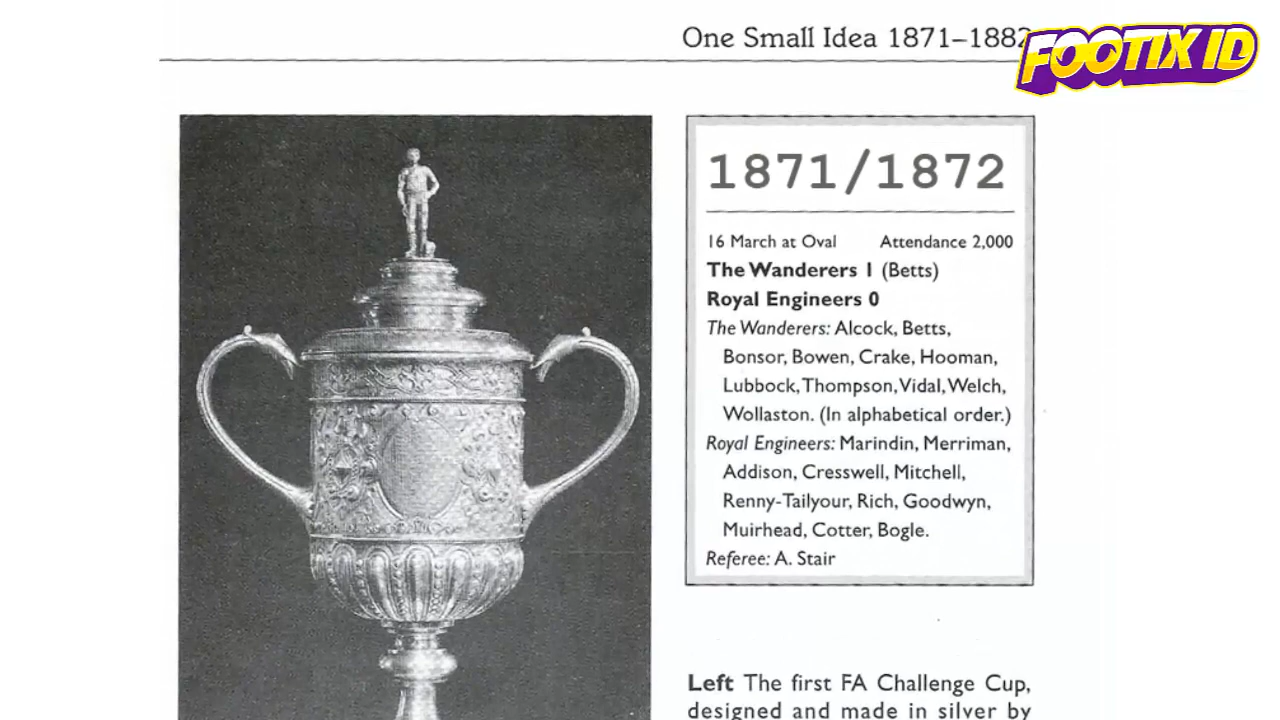 One Small Idea 1871–1882
FOOTIX ID
1871/1872
16 March at Oval Attendance 2,000
The Wanderers 1 (Betts)
Royal Engineers 0
The Wanderers: Alcock, Betts,
Bonsor, Bowen, Crake, Hooman,
Lubbock, Thompson, Vidal, Welch,
Wollaston. (In alphabetical order.)
Royal Engineers: Marindin, Merriman,
Addison, Cresswell, Mitchell,
Renny-Tailyour, Rich, Goodwyn,
Muirhead, Cotter, Bogle.
Referee: A. Stair
Left The first FA Challenge Cup,
designed and made in silver by